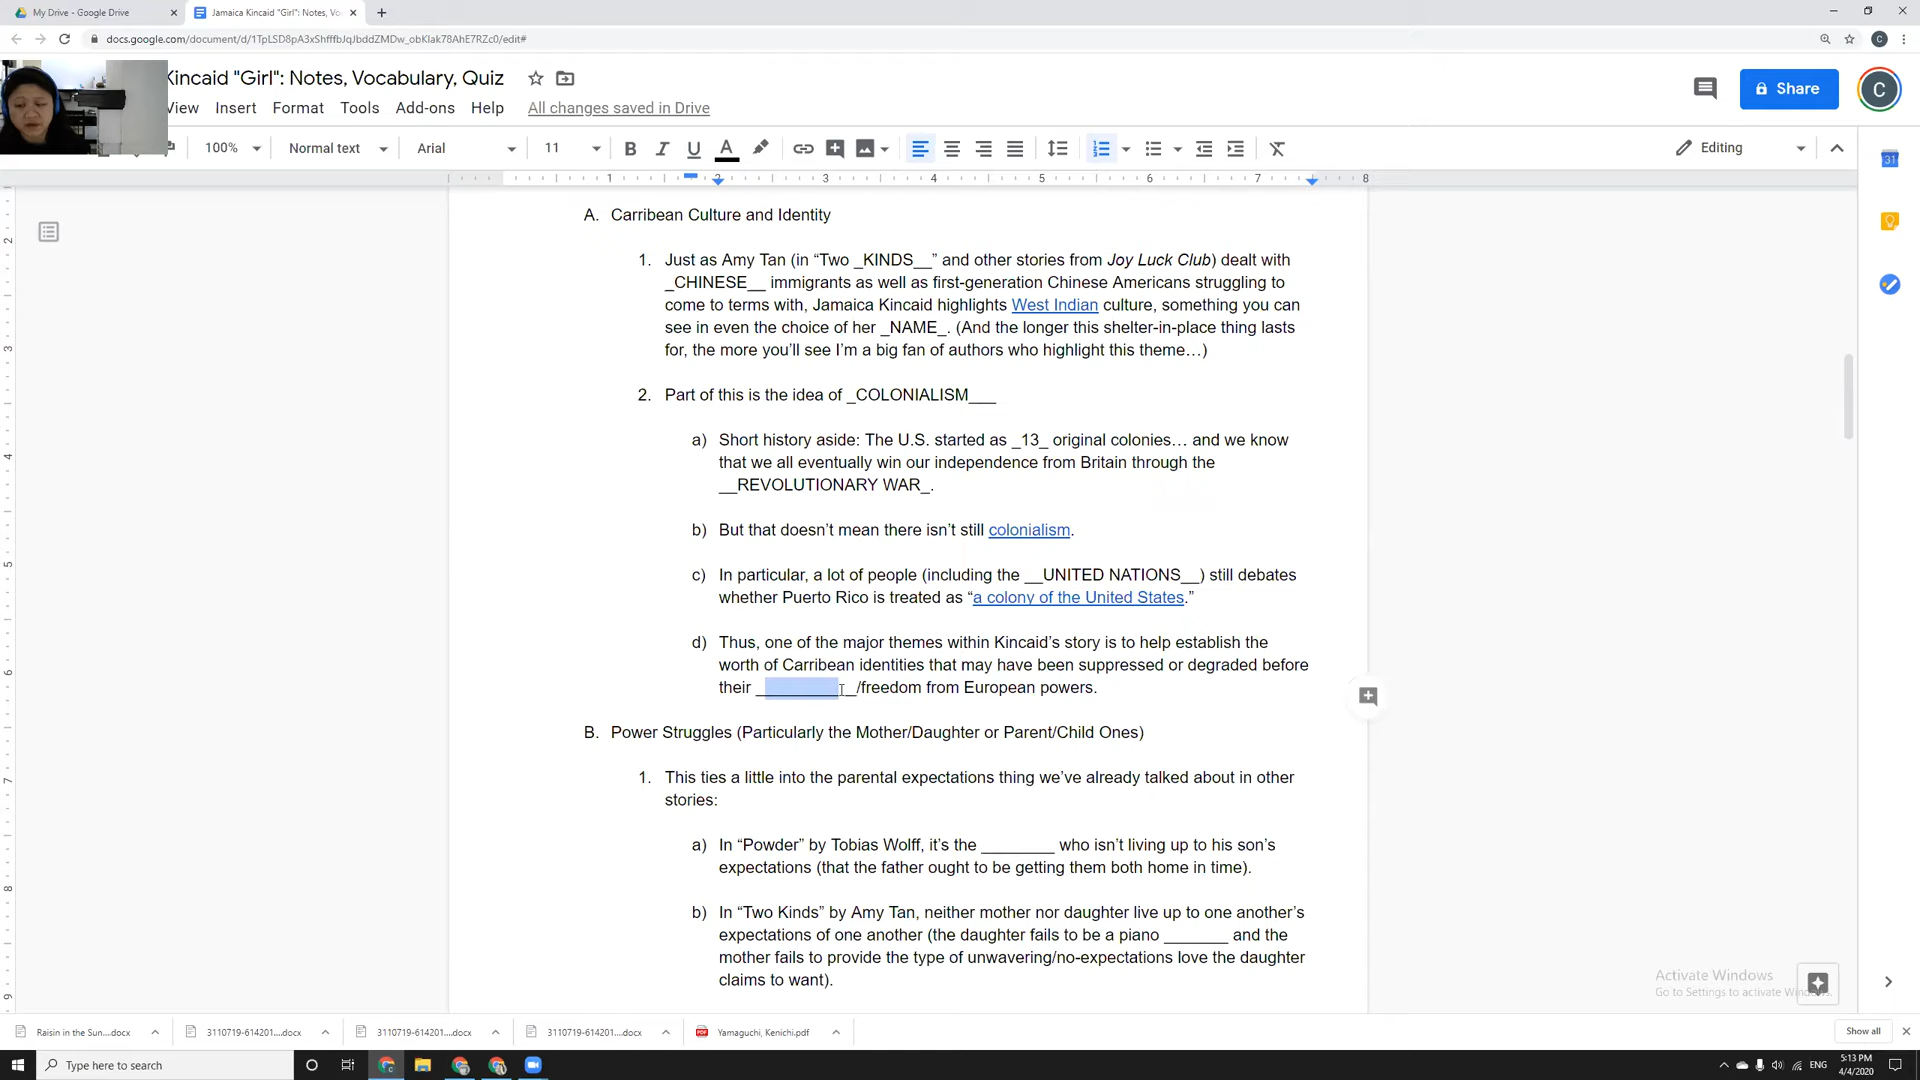 My Drive - Google Drive
Jamaica Kincaid "Girl": Notes, Vo
docs.google.com/document/d/1TpLSD8pA3xShfffbJqJbddZMDw_obKlak78AhE7RZc0/edit#
Kincaid "Girl": Notes, Vocabulary, Quiz
View Insert Format Tools Add-ons Help All changes saved in Drive
Share
C
100% Normal text Arial 11 B I U A Editing
1 2 3 4 5 6 7 8
A. Carribean Culture and Identity
1. Just as Amy Tan (in “Two _KINDS__” and other stories from Joy Luck Club) dealt with
_CHINESE__ immigrants as well as first-generation Chinese Americans struggling to
come to terms with, Jamaica Kincaid highlights West Indian culture, something you can
see in even the choice of her _NAME_. (And the longer this shelter-in-place thing lasts
for, the more you’ll see I’m a big fan of authors who highlight this theme…)
2. Part of this is the idea of _COLONIALISM___
a) Short history aside: The U.S. started as _13_ original colonies… and we know
that we all eventually win our independence from Britain through the
__REVOLUTIONARY WAR_.
b) But that doesn’t mean there isn’t still colonialism.
c) In particular, a lot of people (including the __UNITED NATIONS__) still debates
whether Puerto Rico is treated as “a colony of the United States.”
d) Thus, one of the major themes within Kincaid’s story is to help establish the
worth of Carribean identities that may have been suppressed or degraded before
their ___________/freedom from European powers.
B. Power Struggles (Particularly the Mother/Daughter or Parent/Child Ones)
1. This ties a little into the parental expectations thing we’ve already talked about in other
stories:
a) In “Powder” by Tobias Wolff, it’s the ________ who isn’t living up to his son’s
expectations (that the father ought to be getting them both home in time).
b) In “Two Kinds” by Amy Tan, neither mother nor daughter live up to one another’s
expectations of one another (the daughter fails to be a piano _______ and the
mother fails to provide the type of unwavering/no-expectations love the daughter
claims to want).
Activate Windows
Go to Settings to activate Windows.
Raisin in the Sun....docx 3110719-614201....docx 3110719-614201....docx 3110719-614201....docx Yamaguchi, Kenichi.pdf Show all
Type here to search
ENG
5:13 PM
4/4/2020